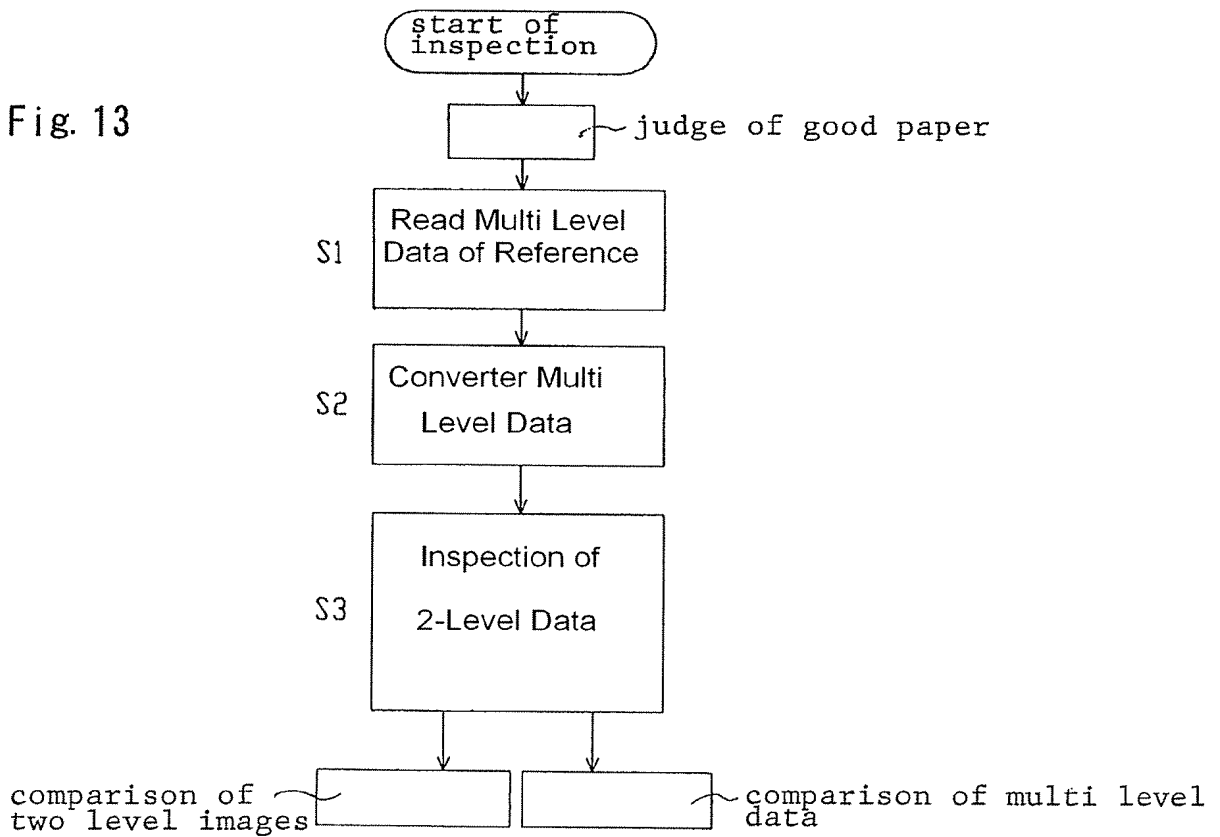 start of
inspection
Fig. 13
judge of good paper
S1
Read Multi Level
Data of Reference
S2
Converter Multi
Level Data
S3
Inspection of
2-Level Data
comparison of
two level images
comparison of multi level
data